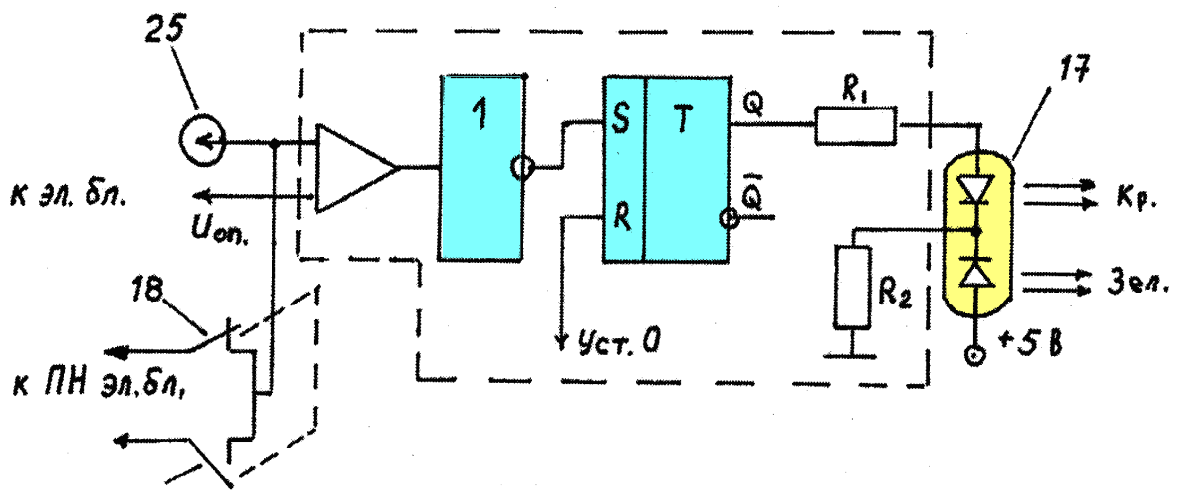 25
17
1
S T
R
Q
Q̅
R₁
R₂
к эл. бл.
Uоп.
Кр.
Зел.
+5 В
Уст. 0
18
к ПН эл.бл,